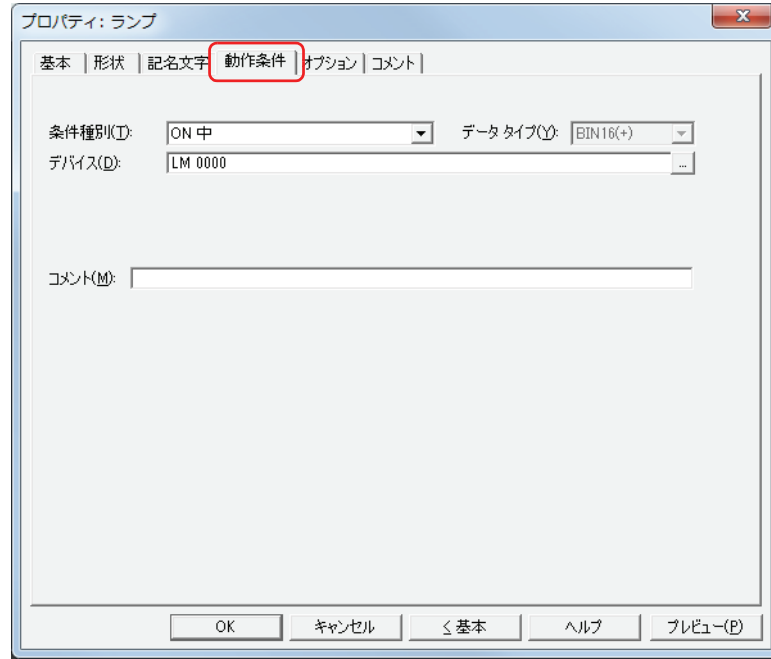 プロパティ: ランプ
基本 形状 記名文字 動作条件 オプション コメント
条件種別(T): ON 中 データ タイプ(Y): BIN16(+)
デバイス(D): LM 0000 ...
コメント(M):
OK キャンセル < 基本 ヘルプ プレビュー(P)